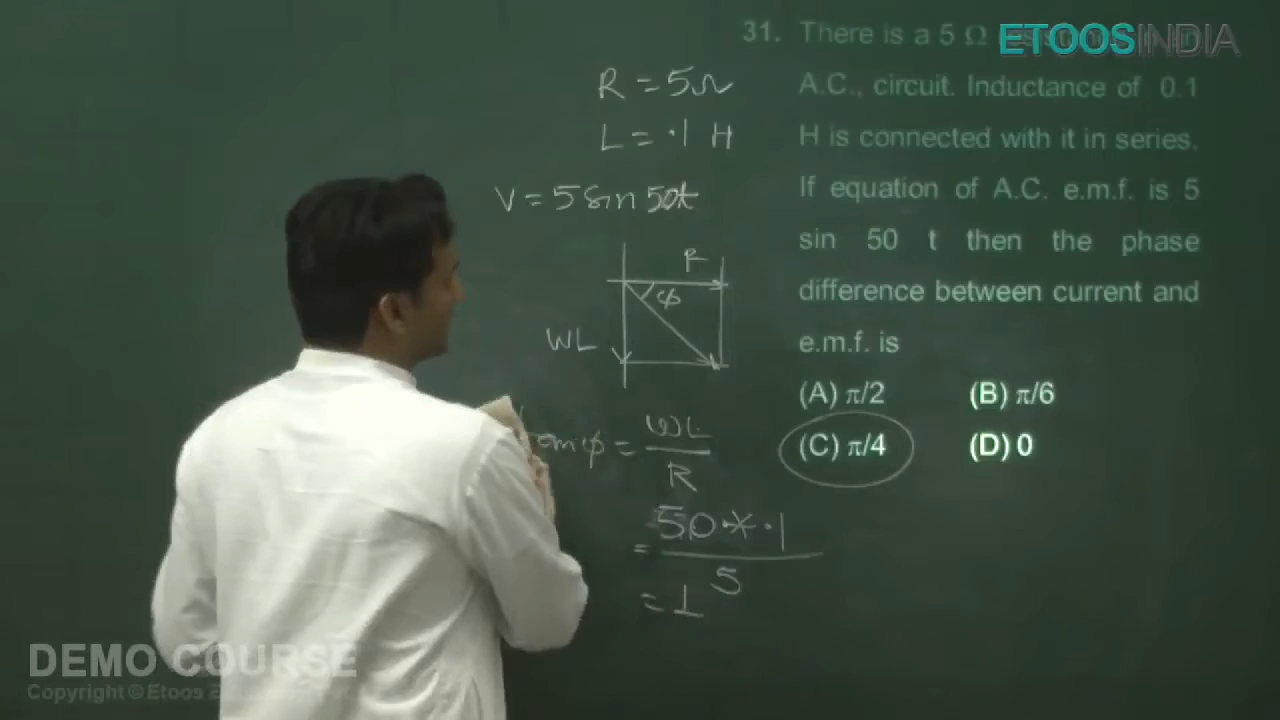 ETOOSINDIA
31. There is a 5 Ω
A.C., circuit. Inductance of 0.1
H is connected with it in series.
If equation of A.C. e.m.f. is 5
sin 50 t then the phase
difference between current and
e.m.f. is
(A) π/2 (B) π/6
(C) π/4 (D) 0
R = 5Ω
L = .1 H
V = 5 sin 50t
R
φ
WL
φ = ωL
R
= 50 * .1
5
= 1
DEMO COURSE
Copyright © Etoos